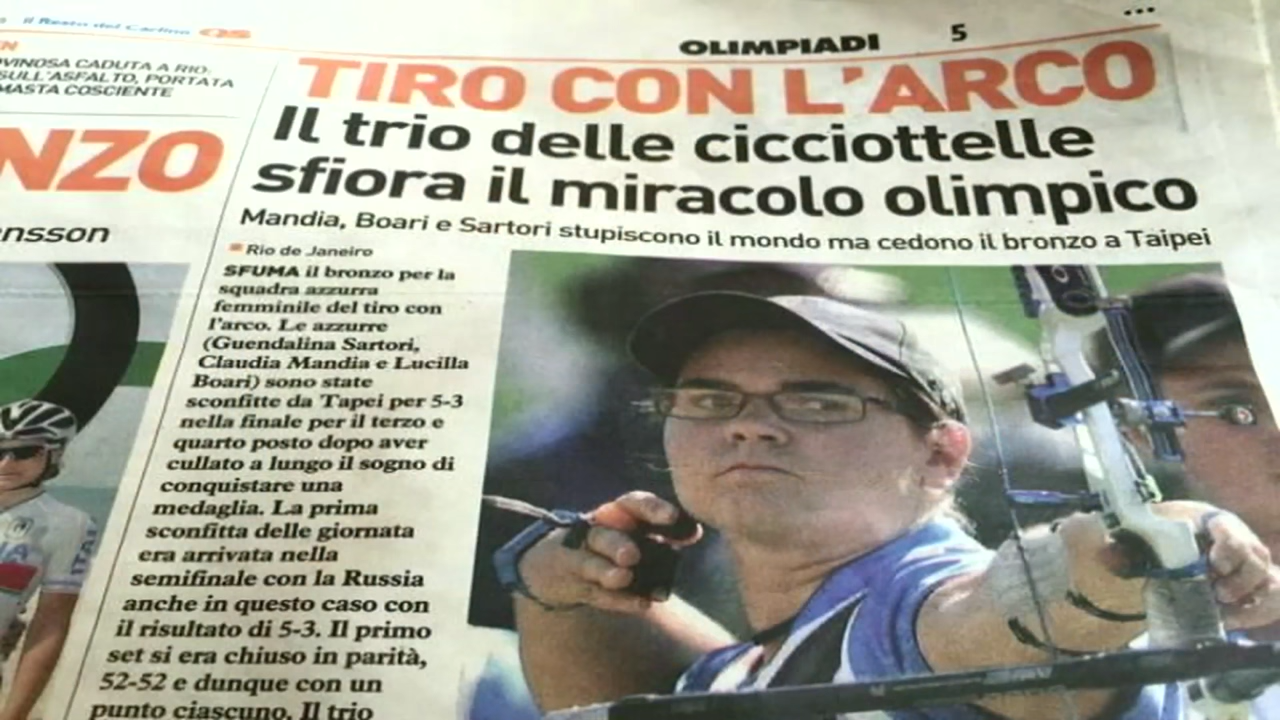 il Resto del Carlino QS
OLIMPIADI 5
OVINOSA CADUTA A RIO:
SULL'ASFALTO, PORTATA
MASTA COSCIENTE
NZO
nsson
TIRO CON L'ARCO
Il trio delle cicciottelle
sfiora il miracolo olimpico
Mandia, Boari e Sartori stupiscono il mondo ma cedono il bronzo a Taipei
Rio de Janeiro
SFUMA il bronzo per la
squadra azzurra
femminile del tiro con
l'arco. Le azzurre
(Guendalina Sartori,
Claudia Mandia e Lucilla
Boari) sono state
sconfitte da Tapei per 5-3
nella finale per il terzo e
quarto posto dopo aver
cullato a lungo il sogno di
conquistare una
medaglia. La prima
sconfitta delle giornata
era arrivata nella
semifinale con la Russia
anche in questo caso con
il risultato di 5-3. Il primo
set si era chiuso in parità,
52-52 e dunque con un
punto ciascuno. Il trio